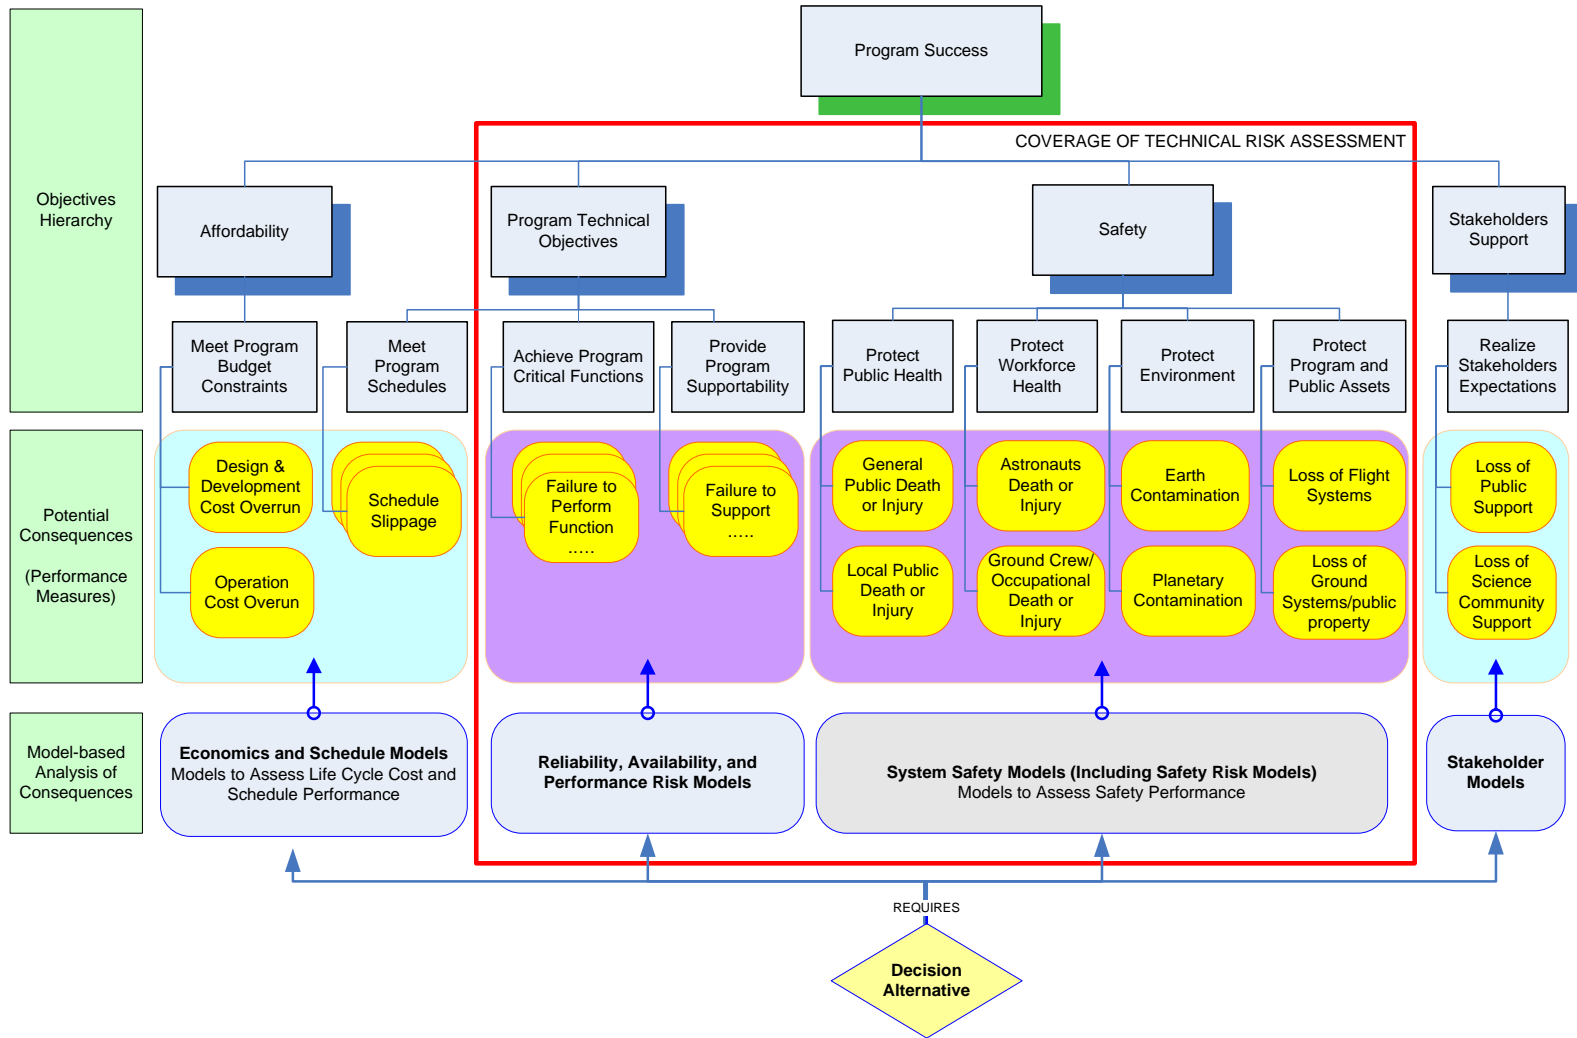 Program Success
COVERAGE OF TECHNICAL RISK ASSESSMENT
Objectives
Hierarchy
Affordability
Program Technical
Objectives
Safety
Stakeholders
Support
Meet Program
Budget
Constraints
Meet
Program
Schedules
Achieve Program
Critical Functions
Provide
Program
Supportability
Protect
Public Health
Protect
Workforce
Health
Protect
Environment
Protect
Program and
Public Assets
Realize
Stakeholders
Expectations
Potential
Consequences
(Performance
Measures)
Design &
Development
Cost Overrun
Operation
Cost Overun
Schedule
Slippage
Failure to
Perform
Function
.....
Failure to
Support
.....
General
Public Death
or Injury
Local Public
Death or
Injury
Astronauts
Death or
Injury
Ground Crew/
Occupational
Death or
Injury
Earth
Contamination
Planetary
Contamination
Loss of Flight
Systems
Loss of
Ground
Systems/public
property
Loss of
Public
Support
Loss of
Science
Community
Support
Model-based
Analysis of
Consequences
Economics and Schedule Models
Models to Assess Life Cycle Cost and
Schedule Performance
Reliability, Availability, and
Performance Risk Models
System Safety Models (Including Safety Risk Models)
Models to Assess Safety Performance
Stakeholder
Models
REQUIRES
Decision
Alternative